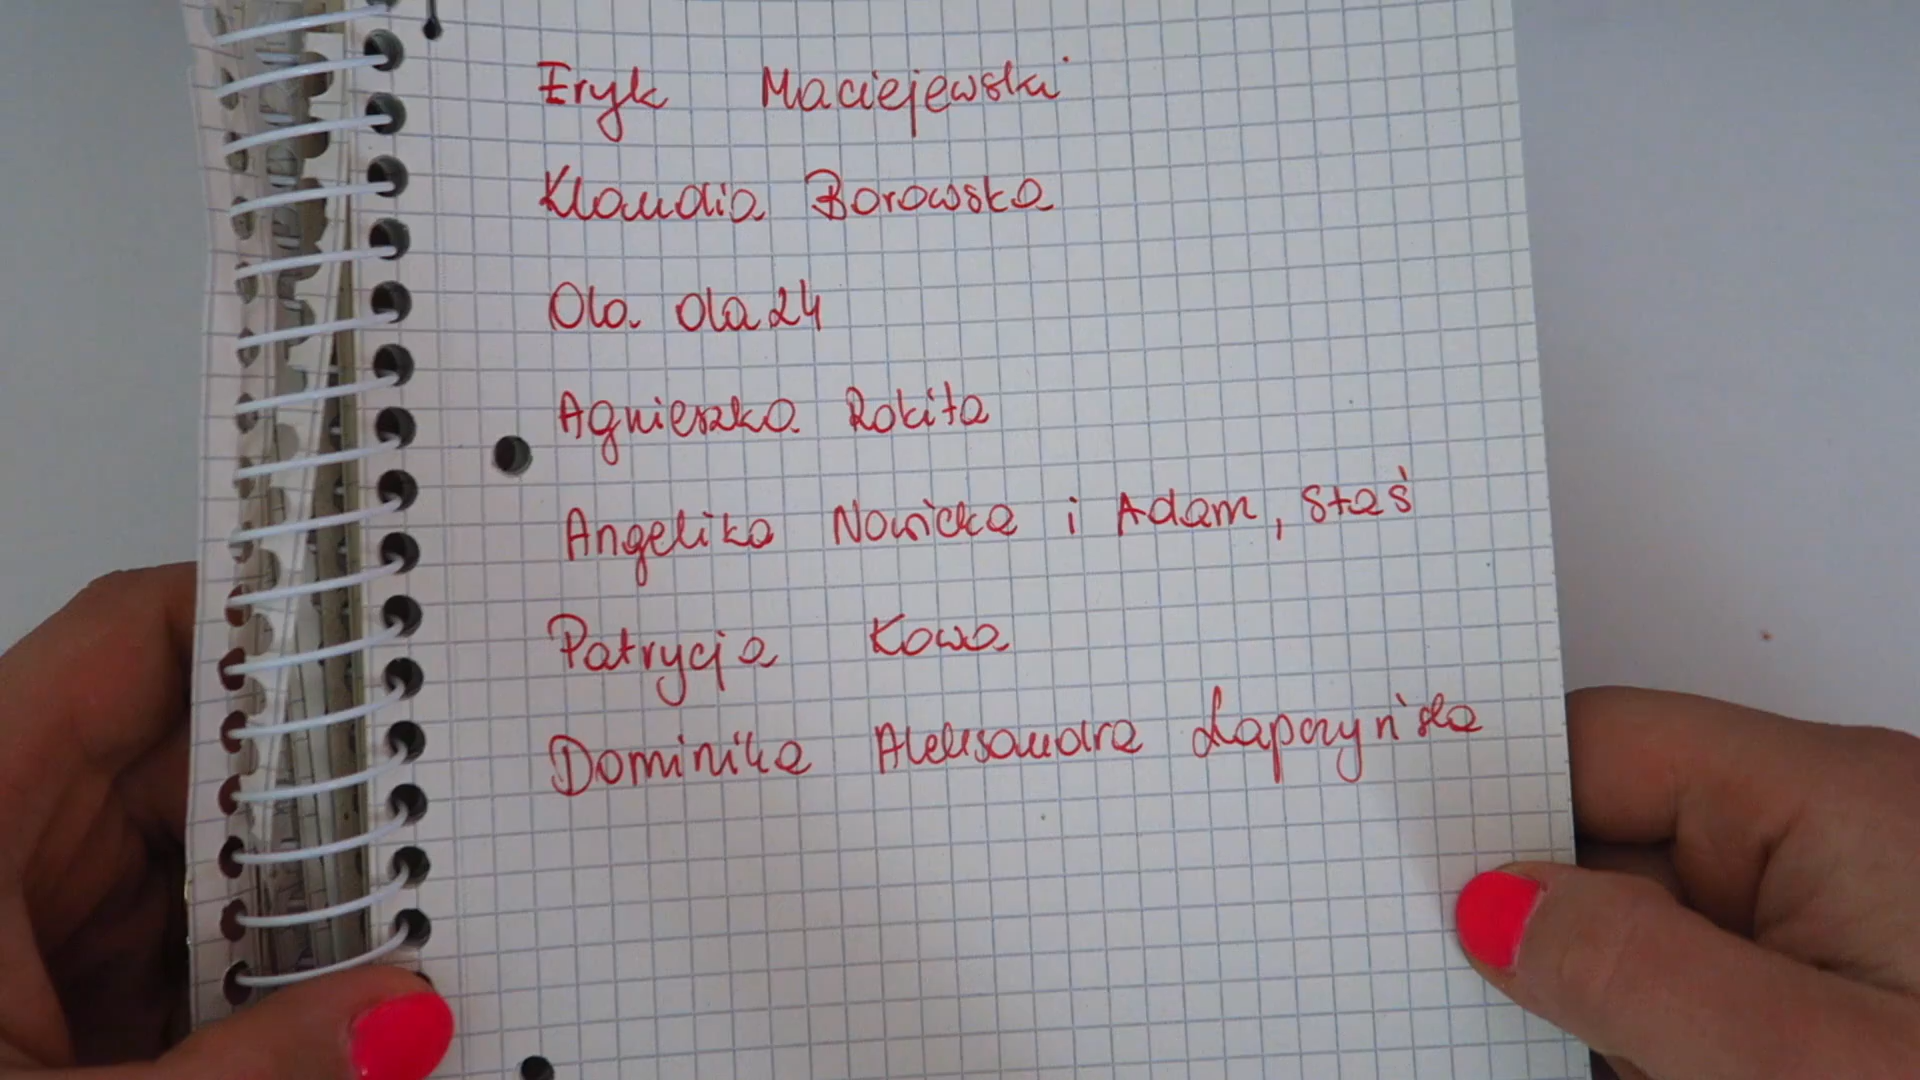 Eryk Maciejewski
Klaudia Borowska
Ola Ola24
Agnieszka Rokita
Angelika Nowicka i Adam, Staś
Patrycja Kowa
Dominika Aleksandra Łapczyńska